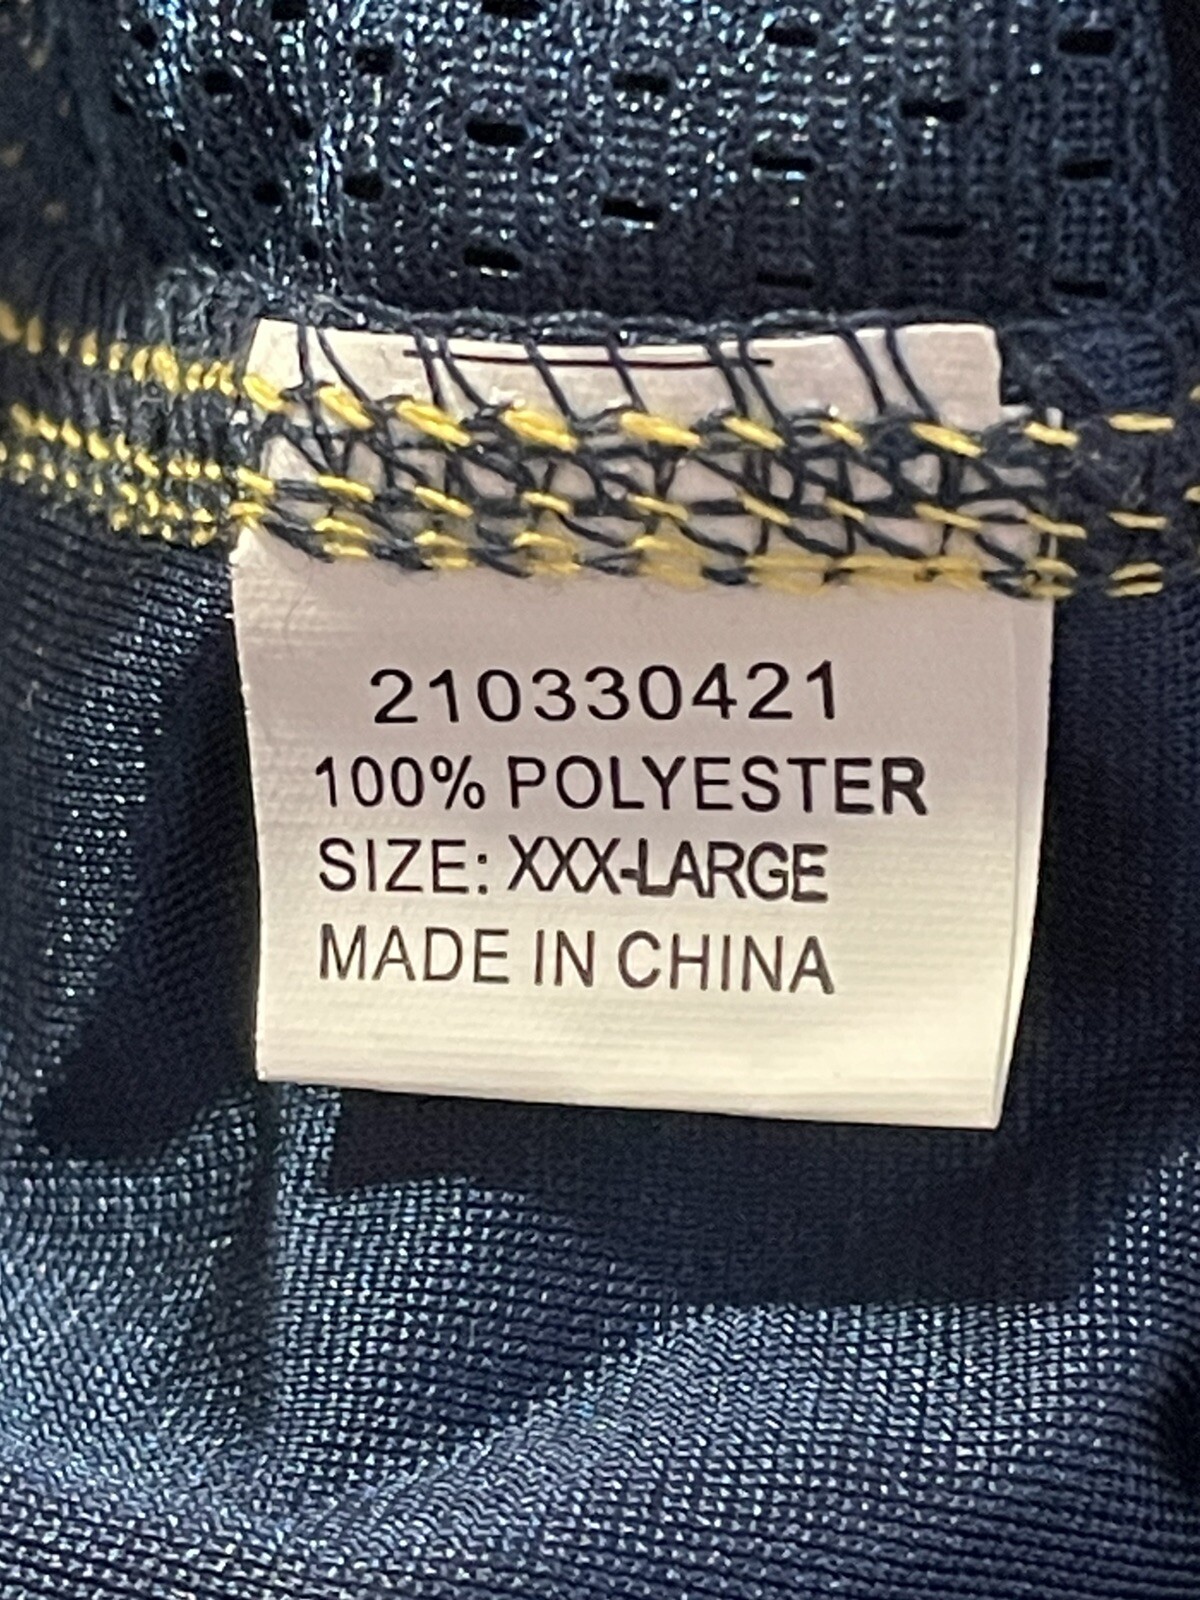 210330421
100% POLYESTER
SIZE: XXX-LARGE
MADE IN CHINA